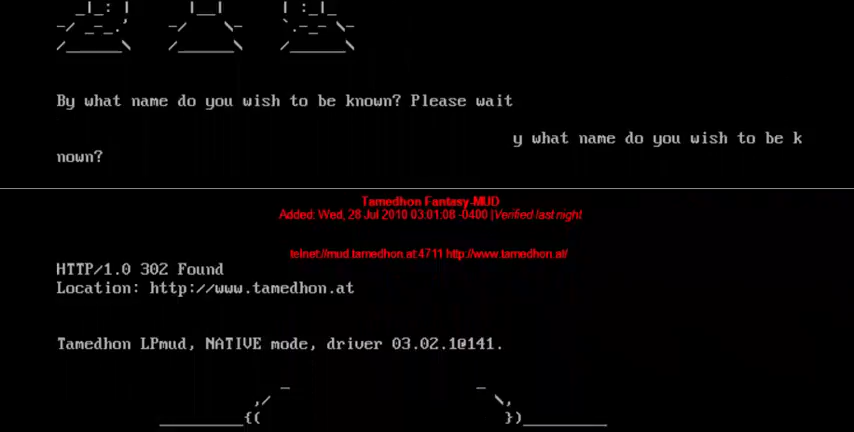 By what name do you wish to be known? Please wait
y what name do you wish to be k
nown?
Tamedhon Fantasy-MUD
Added: Wed, 28 Jul 2010 03:01:08 -0400 |Verified last night
telnet://mud.tamedhon.at:4711 http://www.tamedhon.at/
HTTP/1.0 302 Found
Location: http://www.tamedhon.at
Tamedhon LPmud, NATIVE mode, driver 03.02.1@141.